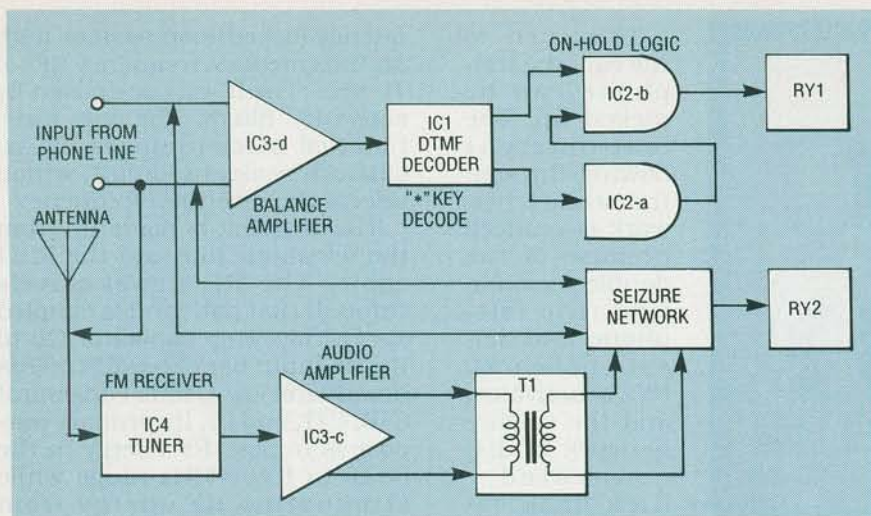 INPUT FROM
PHONE LINE
IC3-d
BALANCE AMPLIFIER
IC1
DTMF
DECODER
"*" KEY
DECODE
ON-HOLD LOGIC
IC2-b
IC2-a
RY1
ANTENNA
FM RECEIVER
IC4
TUNER
AUDIO
AMPLIFIER
IC3-c
T1
SEIZURE
NETWORK
RY2